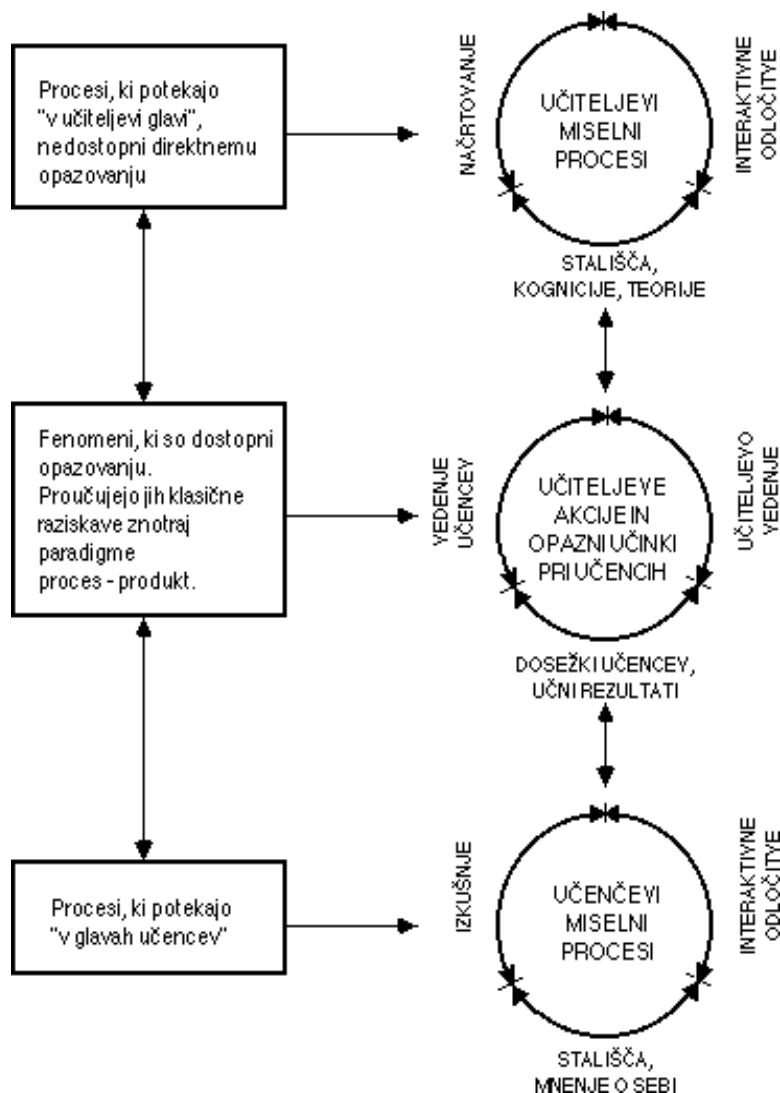 Procesi, ki potekajo
"v učiteljevi glavi",
nedostopni direktnemu
opazovanju
NAČRTOVANJE
UČITELJEVI
MISELNI
PROCESI
INTERAKTIVNE
ODLOČITVE
STALIŠČA,
KOGNICIJE, TEORIJE
Fenomeni, ki so dostopni
opazovanju.
Proučujejo jih klasične
raziskave znotraj
paradigme
proces - produkt.
VEDENJE
UČENCEV
UČITELJEVE
AKCIJE IN
OPAZNI UČINKI
PRI UČENCIH
UČITELJEVO
VEDENJE
DOSEŽKI UČENCEV,
UČNI REZULTATI
Procesi, ki potekajo
"v glavah učencev"
IZKUŠNJE
UČENČEVI
MISELNI
PROCESI
INTERAKTIVNE
ODLOČITVE
STALIŠČA,
MNENJE O SEBI